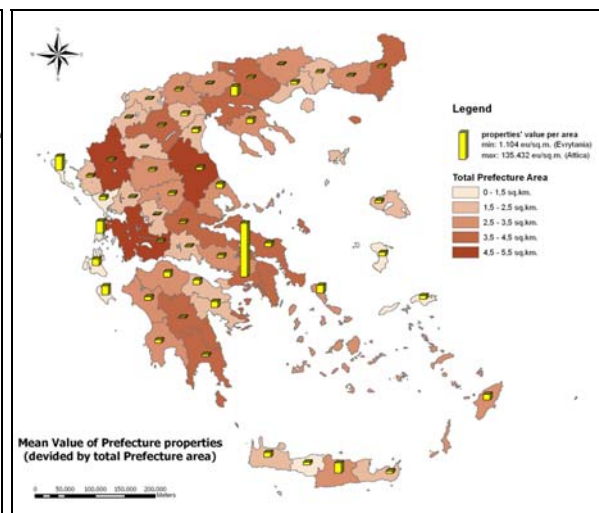 Legend
properties' value per area
min: 1.104 eu/sq.m. (Evrytania)
max: 135.432 eu/sq.m. (Attica)
Total Prefecture Area
0 - 1,5 sq.km.
1,5 - 2,5 sq.km.
2,5 - 3,5 sq.km.
3,5 - 4,5 sq.km.
4,5 - 5,5 sq.km.
Mean Value of Prefecture properties
(devided by total Prefecture area)
0 50.000 100.000 150.000 200.000
Meters